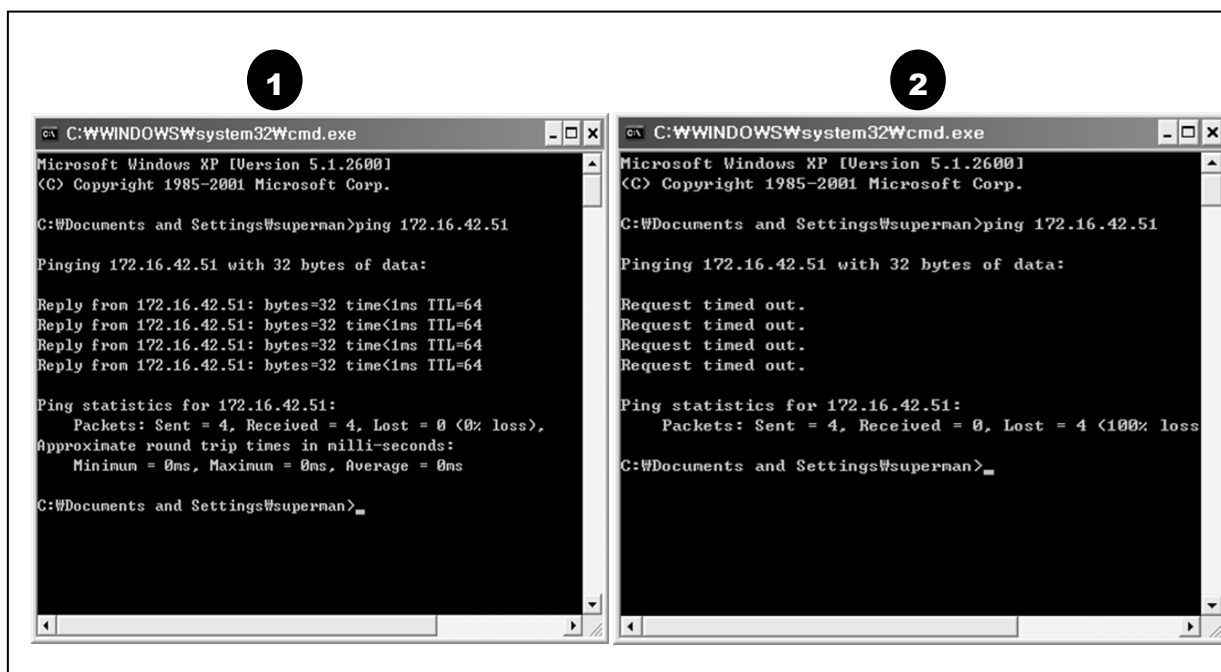 1
C:₩WINDOWS₩system32₩cmd.exe
Microsoft Windows XP [Version 5.1.2600]
(C) Copyright 1985-2001 Microsoft Corp.
C:₩Documents and Settings₩superman>ping 172.16.42.51
Pinging 172.16.42.51 with 32 bytes of data:
Reply from 172.16.42.51: bytes=32 time<1ms TTL=64
Reply from 172.16.42.51: bytes=32 time<1ms TTL=64
Reply from 172.16.42.51: bytes=32 time<1ms TTL=64
Reply from 172.16.42.51: bytes=32 time<1ms TTL=64
Ping statistics for 172.16.42.51:
Packets: Sent = 4, Received = 4, Lost = 0 (0% loss),
Approximate round trip times in milli-seconds:
Minimum = 0ms, Maximum = 0ms, Average = 0ms
C:₩Documents and Settings₩superman>_
2
C:₩WINDOWS₩system32₩cmd.exe
Microsoft Windows XP [Version 5.1.2600]
(C) Copyright 1985-2001 Microsoft Corp.
C:₩Documents and Settings₩superman>ping 172.16.42.51
Pinging 172.16.42.51 with 32 bytes of data:
Request timed out.
Request timed out.
Request timed out.
Request timed out.
Ping statistics for 172.16.42.51:
Packets: Sent = 4, Received = 0, Lost = 4 (100% loss
C:₩Documents and Settings₩superman>_